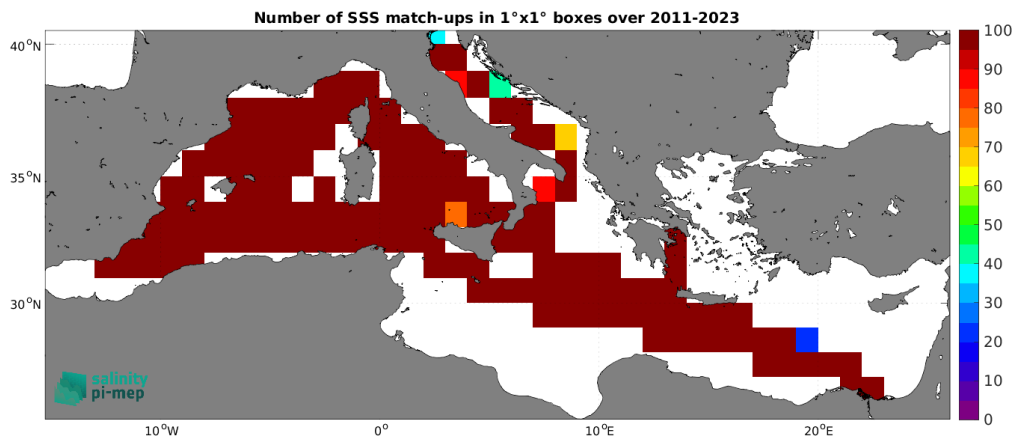 Number of SSS match-ups in 1°x1° boxes over 2011-2023
40°N
35°N
30°N
10°W
0°
10°E
20°E
100
90
80
70
60
50
40
30
20
10
0
salinity
pi-mep